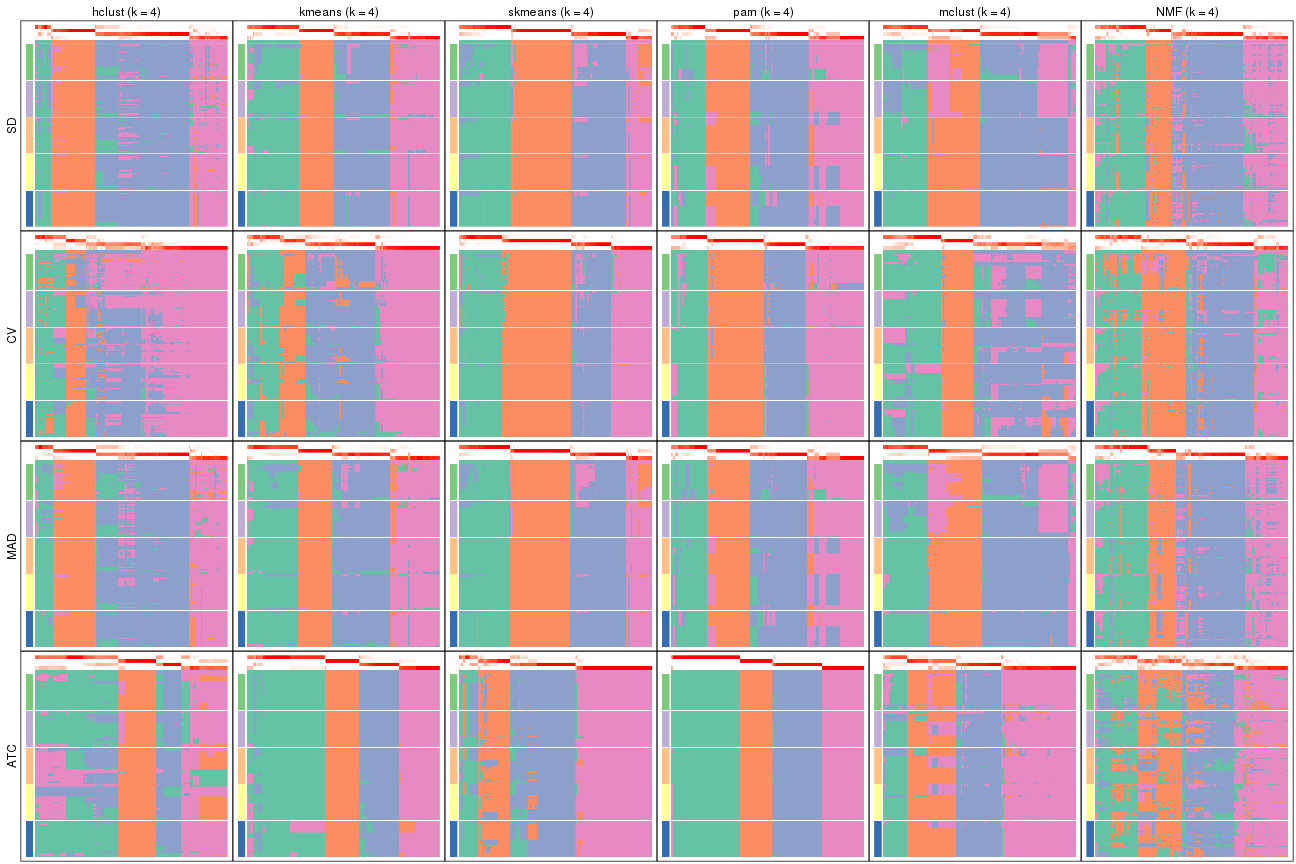 hclust (k = 4) kmeans (k = 4) skmeans (k = 4) pam (k = 4) mclust (k = 4) NMF (k = 4)
SD
CV
MAD
ATC